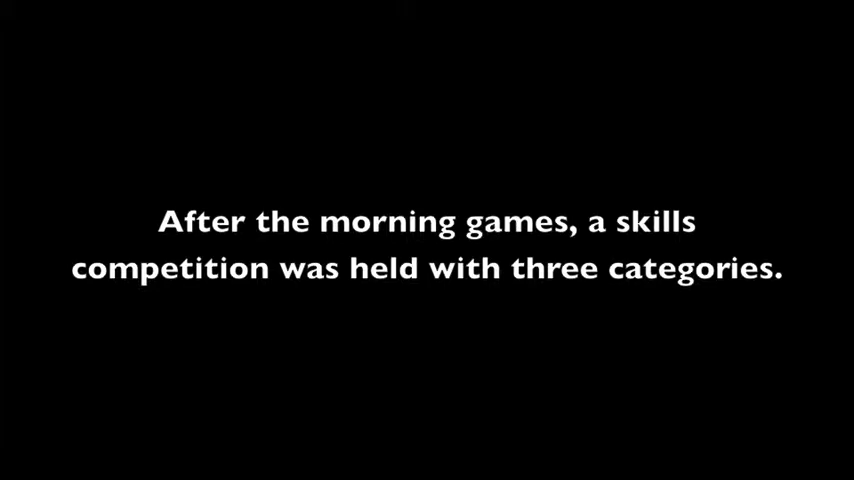 After the morning games, a skills
competition was held with three categories.